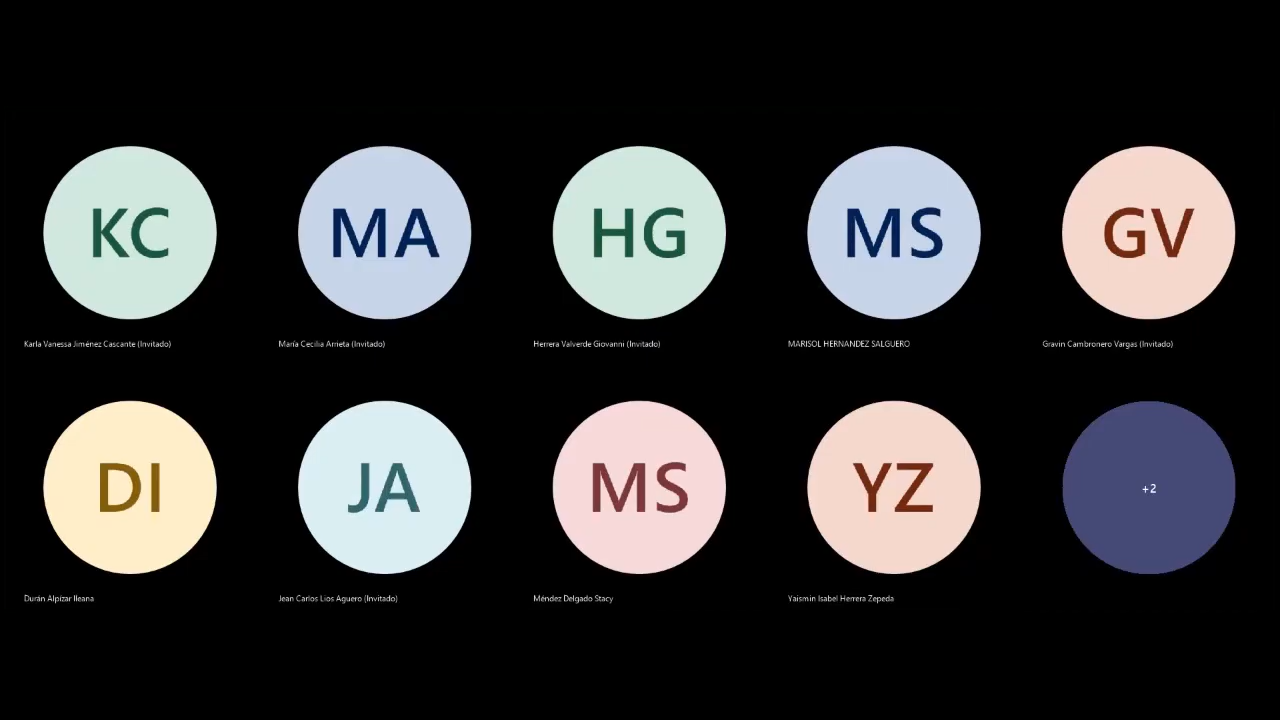 KC
MA
HG
MS
GV
Karla Vanessa Jiménez Cascante (Invitado)
María Cecilia Arrieta (Invitado)
Herrera Valverde Giovanni (Invitado)
MARISOL HERNANDEZ SALGUERO
Gravin Cambronero Vargas (Invitado)
DI
JA
MS
YZ
+2
Durán Alpízar Ileana
Jean Carlos Lios Aguero (Invitado)
Méndez Delgado Stacy
Yaismin Isabel Herrera Zepeda